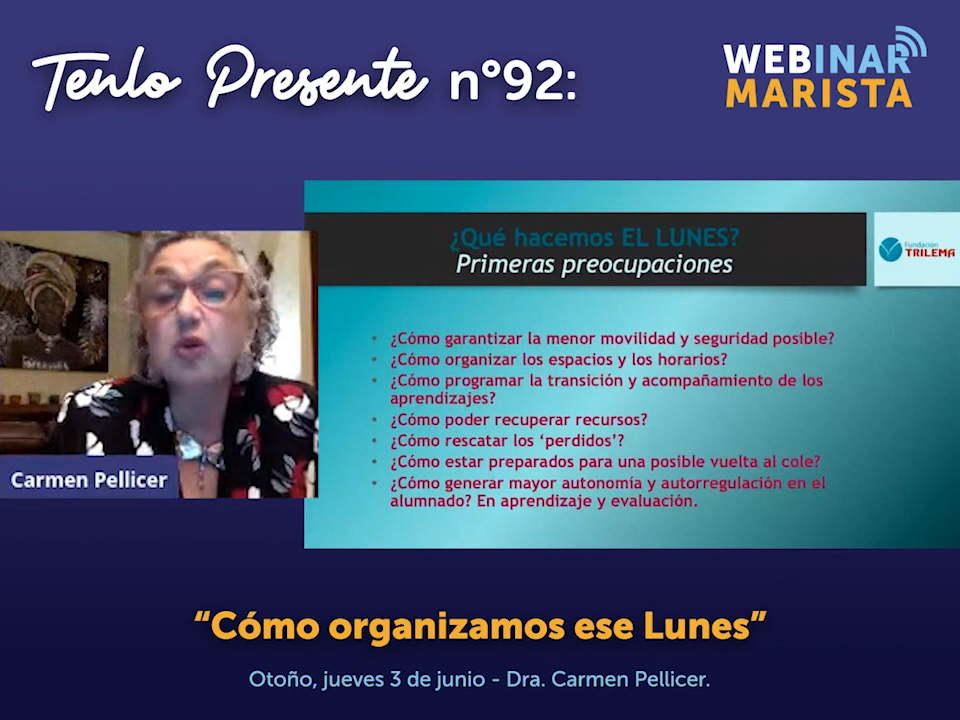 Tenlo Presente n°92:
WEBINAR
MARISTA
¿Qué hacemos EL LUNES?
Primeras preocupaciones
Fundación
TRILEMA
• ¿Cómo garantizar la menor movilidad y seguridad posible?
• ¿Cómo organizar los espacios y los horarios?
• ¿Cómo programar la transición y acompañamiento de los
aprendizajes?
• ¿Cómo poder recuperar recursos?
• ¿Cómo rescatar los ‘perdidos’?
• ¿Cómo estar preparados para una posible vuelta al cole?
• ¿Cómo generar mayor autonomía y autorregulación en el
alumnado? En aprendizaje y evaluación.
Carmen Pellicer
“Cómo organizamos ese Lunes”
Otoño, jueves 3 de junio - Dra. Carmen Pellicer.